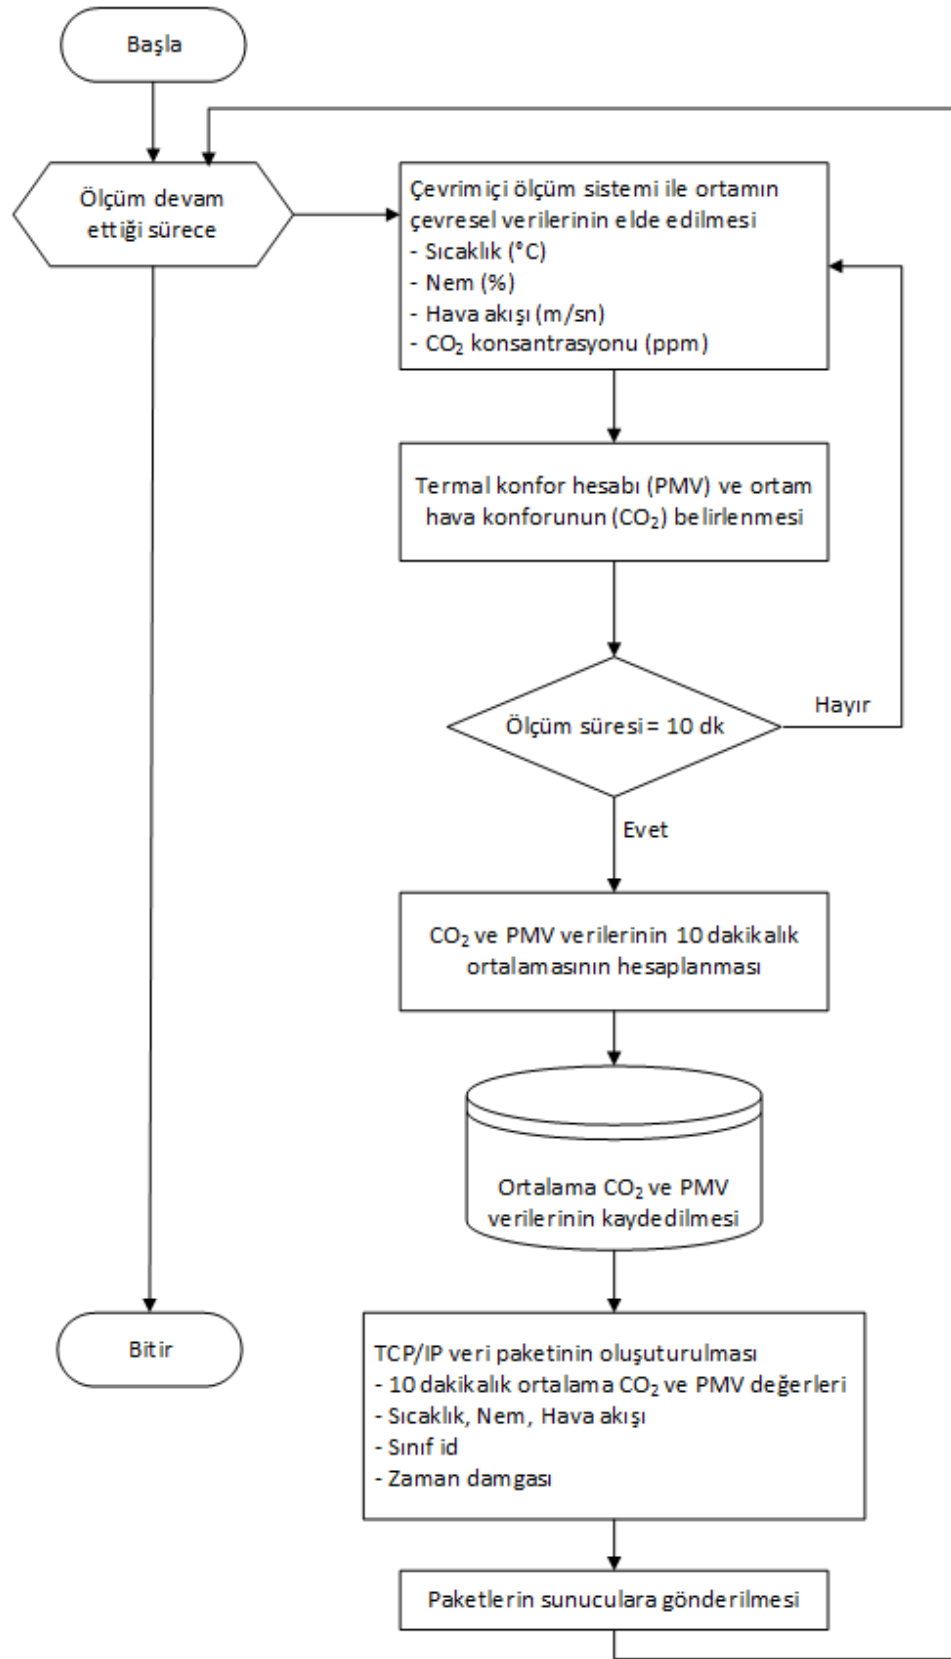 Başla
Ölçüm devam
ettiği sürece
Çevrimiçi ölçüm sistemi ile ortamın
çevresel verilerinin elde edilmesi
- Sıcaklık (°C)
- Nem (%)
- Hava akışı (m/sn)
- CO₂ konsantrasyonu (ppm)
Termal konfor hesabı (PMV) ve ortam
hava konforunun (CO₂) belirlenmesi
Ölçüm süresi = 10 dk
Hayır
Evet
CO₂ ve PMV verilerinin 10 dakikalık
ortalamasının hesaplanması
Ortalama CO₂ ve PMV
verilerinin kaydedilmesi
Bitir
TCP/IP veri paketinin oluşuturulması
- 10 dakikalık ortalama CO₂ ve PMV değerleri
- Sıcaklık, Nem, Hava akışı
- Sınıf id
- Zaman damgası
Paketlerin sunuculara gönderilmesi